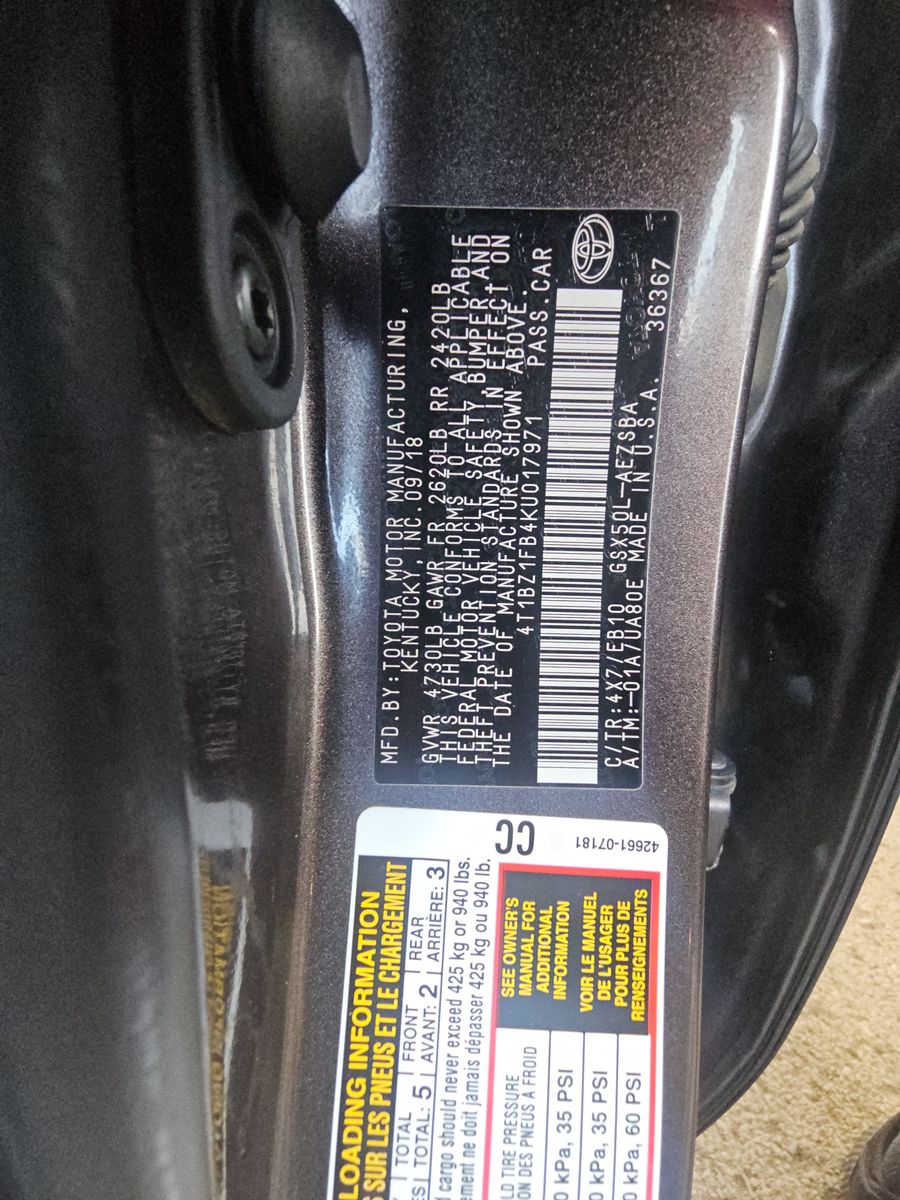 MFD.BY:TOYOTA MOTOR MANUFACTURING,
KENTUCKY, INC.09/18
GVWR 4730LB GAWR FR 2620LB RR 2420LB
THIS VEHICLE CONFORMS TO ALL APPLICABLE
FEDERAL MOTOR VEHICLE SAFETY, BUMPER, AND
THEFT PREVENTION STANDARDS IN EFFECT ON
THE DATE OF MANUFACTURE SHOWN ABOVE.
4T1BZ1FB4KU017971 PASS.CAR
C/TR:4X7/EB10 GSX50L-AEZSBA 36367
A/TM:-01A/UA80E MADE IN U.S.A.
CC
42661-07181
LOADING INFORMATION
SUR LES PNEUS ET LE CHARGEMENT
TOTAL FRONT REAR
TOTAL: 5 AVANT: 2 ARRIÈRE: 3
cargo should never exceed 425 kg or 940 lbs.
ne doit jamais dépasser 425 kg ou 940 lb.
TIRE PRESSURE
DES PNEUS À FROID
kPa, 35 PSI
kPa, 35 PSI
kPa, 60 PSI
SEE OWNER'S
MANUAL FOR
ADDITIONAL
INFORMATION
VOIR LE MANUEL
DE L'USAGER
POUR PLUS DE
RENSEIGNEMENTS